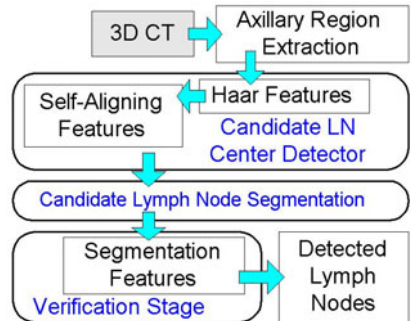 3D CT
Axillary Region
Extraction
Haar Features
Self-Aligning
Features
Candidate LN
Center Detector
Candidate Lymph Node Segmentation
Segmentation
Features
Verification Stage
Detected
Lymph
Nodes